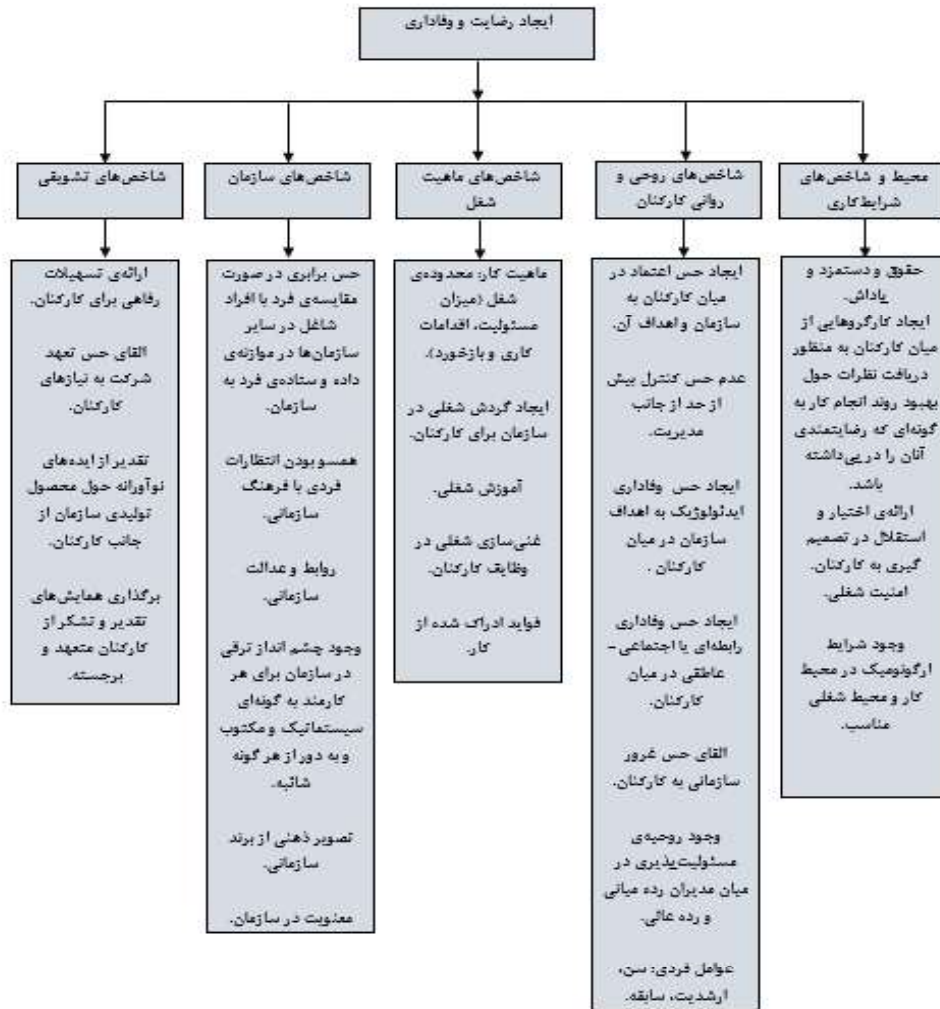 ایجاد رضایت و وفاداری
محیط و شاخص‌های
شرایط‌کاری
شاخص‌های روحی و
روانی کارکنان
شاخص‌های ماهیت
شغل
شاخص‌های سازمان
شاخص‌های تشویقی
حقوق و دستمزد و
پاداش.
ایجاد کارگروهایی از
میان کارکنان به منظور
دریافت نظرات حول
بهبود روند انجام کار به
گونه‌ای که رضایتمندی
آنان را در پی‌داشته
باشد.
ارائه‌ی اختیار و
استقلال در تصمیم
گیری به کارکنان.
امنیت شغلی.
وجود شرایط
ارگونومیک در محیط
کار و محیط شغلی
مناسب.
ایجاد حس اعتماد در
میان کارکنان به
سازمان و اهداف آن.
عدم حس کنترل بیش
از حد از جانب
مدیریت.
ایجاد حس وفاداری
ایدئولوژیک به اهداف
سازمان در میان
کارکنان .
ایجاد حس وفاداری
رابطه‌ای یا اجتماعی –
عاطفی در میان
کارکنان.
القای حس غرور
سازمانی به کارکنان.
وجود روحیه‌ی
مسئولیت‌پذیری در
میان مدیران رده میانی
و رده عالی.
عوامل فردی: سن،
ارشدیت، سابقه.
ماهیت کار: محدوده‌ی
شغل (میزان
مسئولیت، اقدامات
کاری و بازخورد).
ایجاد گردش شغلی در
سازمان برای کارکنان.
آموزش شغلی.
غنی‌سازی شغلی در
وظایف کارکنان.
فواید ادراک شده از
کار.
حس برابری در صورت
مقایسه‌ی فرد با افراد
شاغل در سایر
سازمان‌ها در موازنه‌ی
داده و ستاده‌ی فرد به
سازمان.
همسو بودن انتظارات
فردی با فرهنگ
سازمانی.
روابط و عدالت
سازمانی.
وجود چشم انداز ترقی
در سازمان برای هر
کارمند به گونه‌ای
سیستماتیک و مکتوب
و به دور از هر گونه
شائبه.
تصویر ذهنی از برند
سازمانی.
معنویت در سازمان.
ارائه‌ی تسهیلات
رفاهی برای کارکنان.
القای حس تعهد
شرکت به نیازهای
کارکنان.
تقدیر از ایده‌های
نوآورانه حول محصول
تولیدی سازمان از
جانب کارکنان.
برگذاری همایش‌های
تقدیر و تشکر از
کارکنان متعهد و
برجسته.